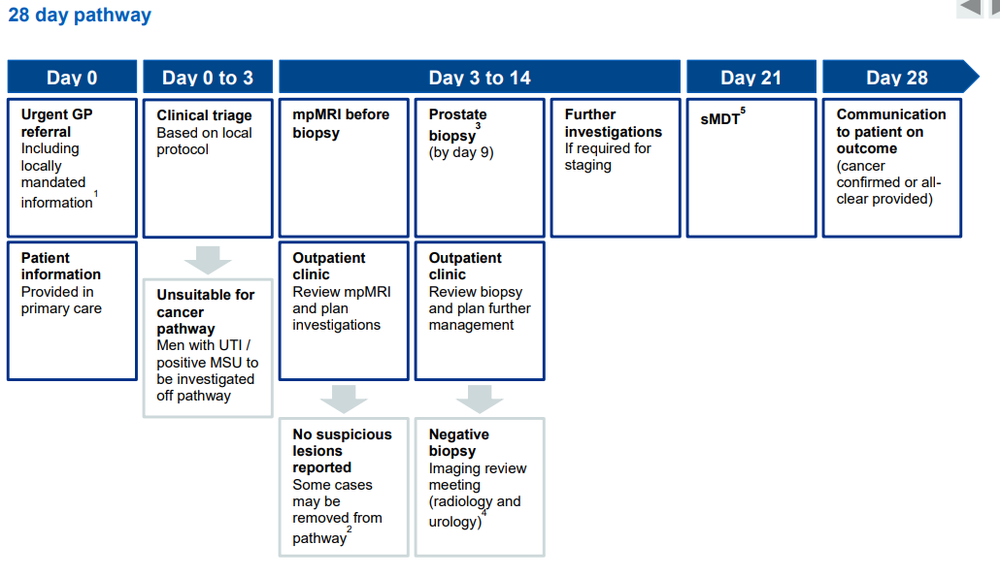 28 day pathway
Day 0
Day 0 to 3
Day 3 to 14
Day 21
Day 28
Urgent GP
referral
Including
locally
mandated
information1
Clinical triage
Based on local
protocol
mpMRI before
biopsy
Prostate
biopsy3
(by day 9)
Further
investigations
If required for
staging
sMDT5
Communication
to patient on
outcome
(cancer
confirmed or all-
clear provided)
Patient
information
Provided in
primary care
Unsuitable for
cancer
pathway
Men with UTI /
positive MSU to
be investigated
off pathway
Outpatient
clinic
Review mpMRI
and plan
investigations
Outpatient
clinic
Review biopsy
and plan further
management
No suspicious
lesions
reported
Some cases
may be
removed from
pathway2
Negative
biopsy
Imaging review
meeting
(radiology and
urology)4